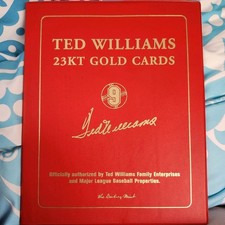 TED WILLIAMS
23KT GOLD CARDS
9
Ted Williams
Officially authorized by Ted Williams Family Enterprises
and Major League Baseball Properties.
The Danbury Mint